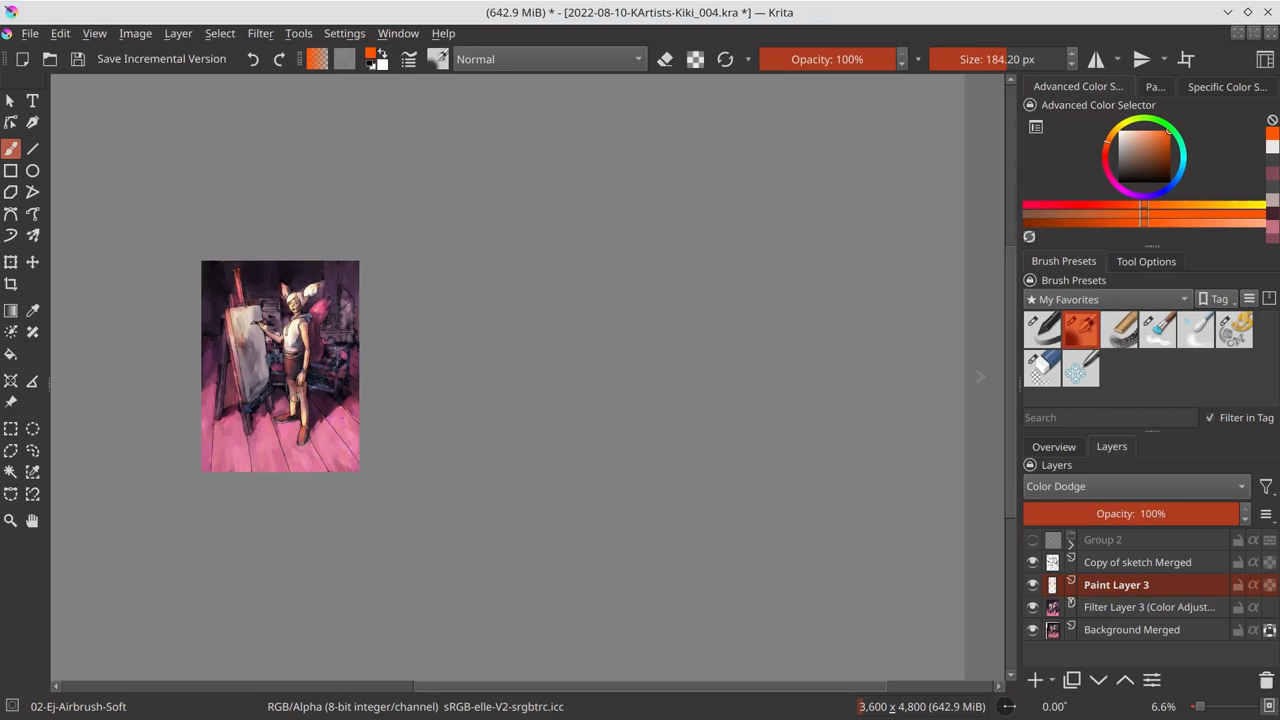 (642.9 MiB) * - [2022-08-10-KArtists-Kiki_004.kra *] — Krita
File Edit View Image Layer Select Filter Tools Settings Window Help
Save Incremental Version
Normal
Opacity: 100%
Size: 184.20 px
Advanced Color S... Pa... Specific Color S...
Advanced Color Selector
Brush Presets Tool Options
Brush Presets
★ My Favorites
Tag
Search
Filter in Tag
Overview Layers
Layers
Color Dodge
Opacity: 100%
Group 2
Copy of sketch Merged
Paint Layer 3
Filter Layer 3 (Color Adjust...
Background Merged
02-Ej-Airbrush-Soft
RGB/Alpha (8-bit integer/channel) sRGB-elle-V2-srgbtrc.icc
3,600 x 4,800 (642.9 MiB)
0.00°
6.6%